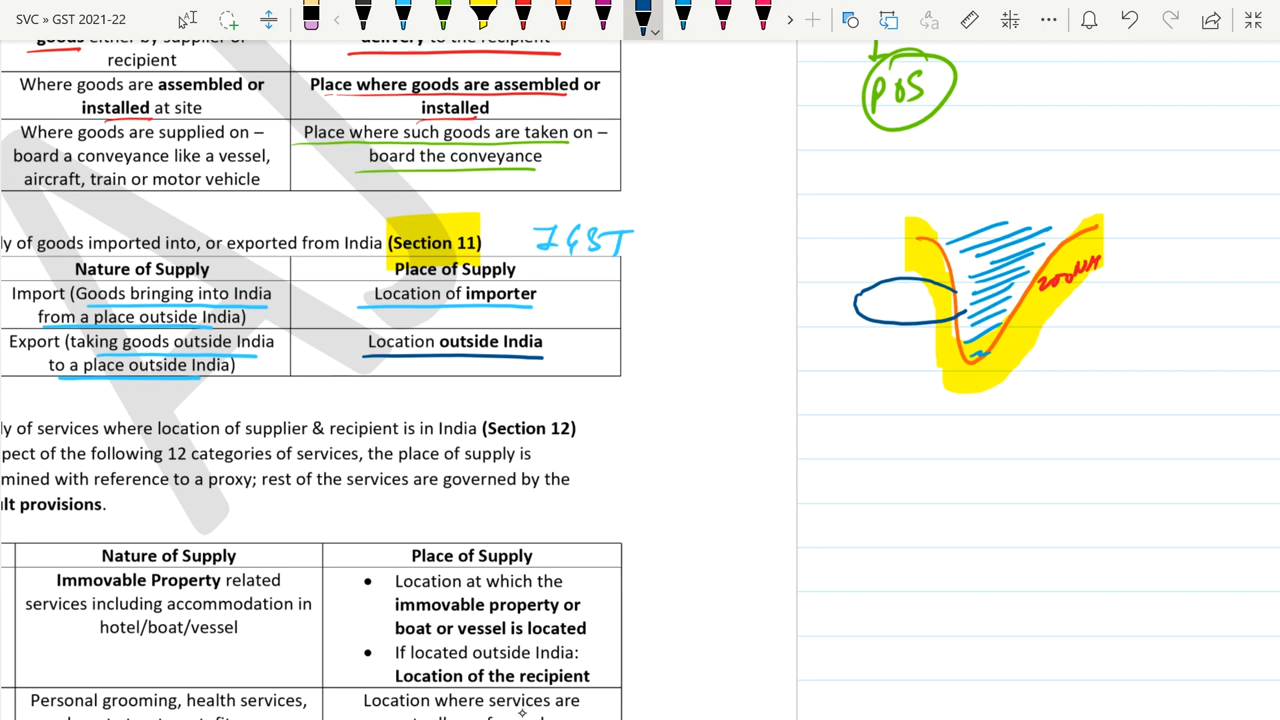 SVC » GST 2021-22
goods either by supplier or
recipient
delivery to the recipient
Where goods are assembled or
installed at site
Place where goods are assembled or
installed
Where goods are supplied on –
board a conveyance like a vessel,
aircraft, train or motor vehicle
Place where such goods are taken on –
board the conveyance
ly of goods imported into, or exported from India (Section 11)
IGST
Nature of Supply
Place of Supply
Import (Goods bringing into India
from a place outside India)
Location of importer
Export (taking goods outside India
to a place outside India)
Location outside India
ly of services where location of supplier & recipient is in India (Section 12)
pect of the following 12 categories of services, the place of supply is
mined with reference to a proxy; rest of the services are governed by the
lt provisions.
Nature of Supply
Place of Supply
Immovable Property related
services including accommodation in
hotel/boat/vessel
• Location at which the
immovable property or
boat or vessel is located
• If located outside India:
Location of the recipient
Personal grooming, health services,
Location where services are
POS
200 NM